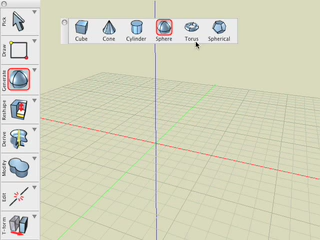 Cube Cone Cylinder Sphere Torus Spherical
Pick
Draw
Generate
Reshape
Derive
Modify
Edit
T-form